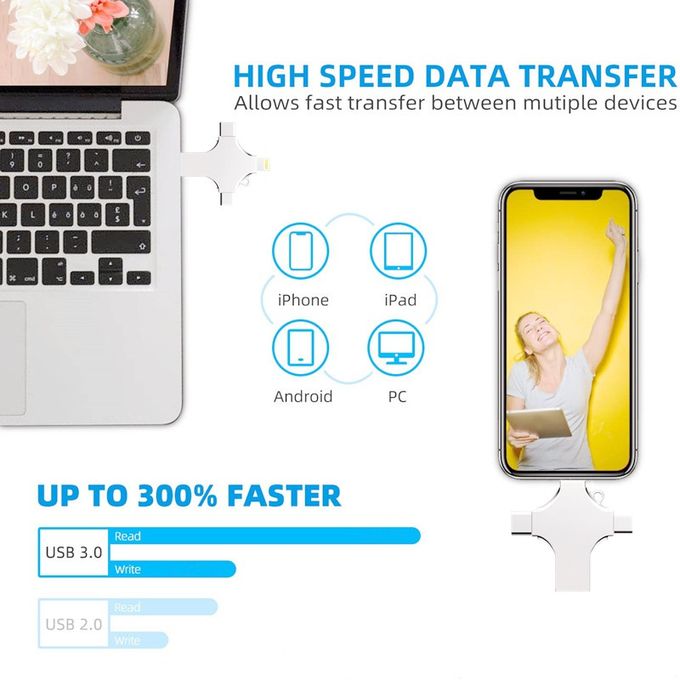 HIGH SPEED DATA TRANSFER
Allows fast transfer between mutiple devices
iPhone
iPad
Android
PC
UP TO 300% FASTER
Read
USB 3.0
Write
Read
USB 2.0
Write